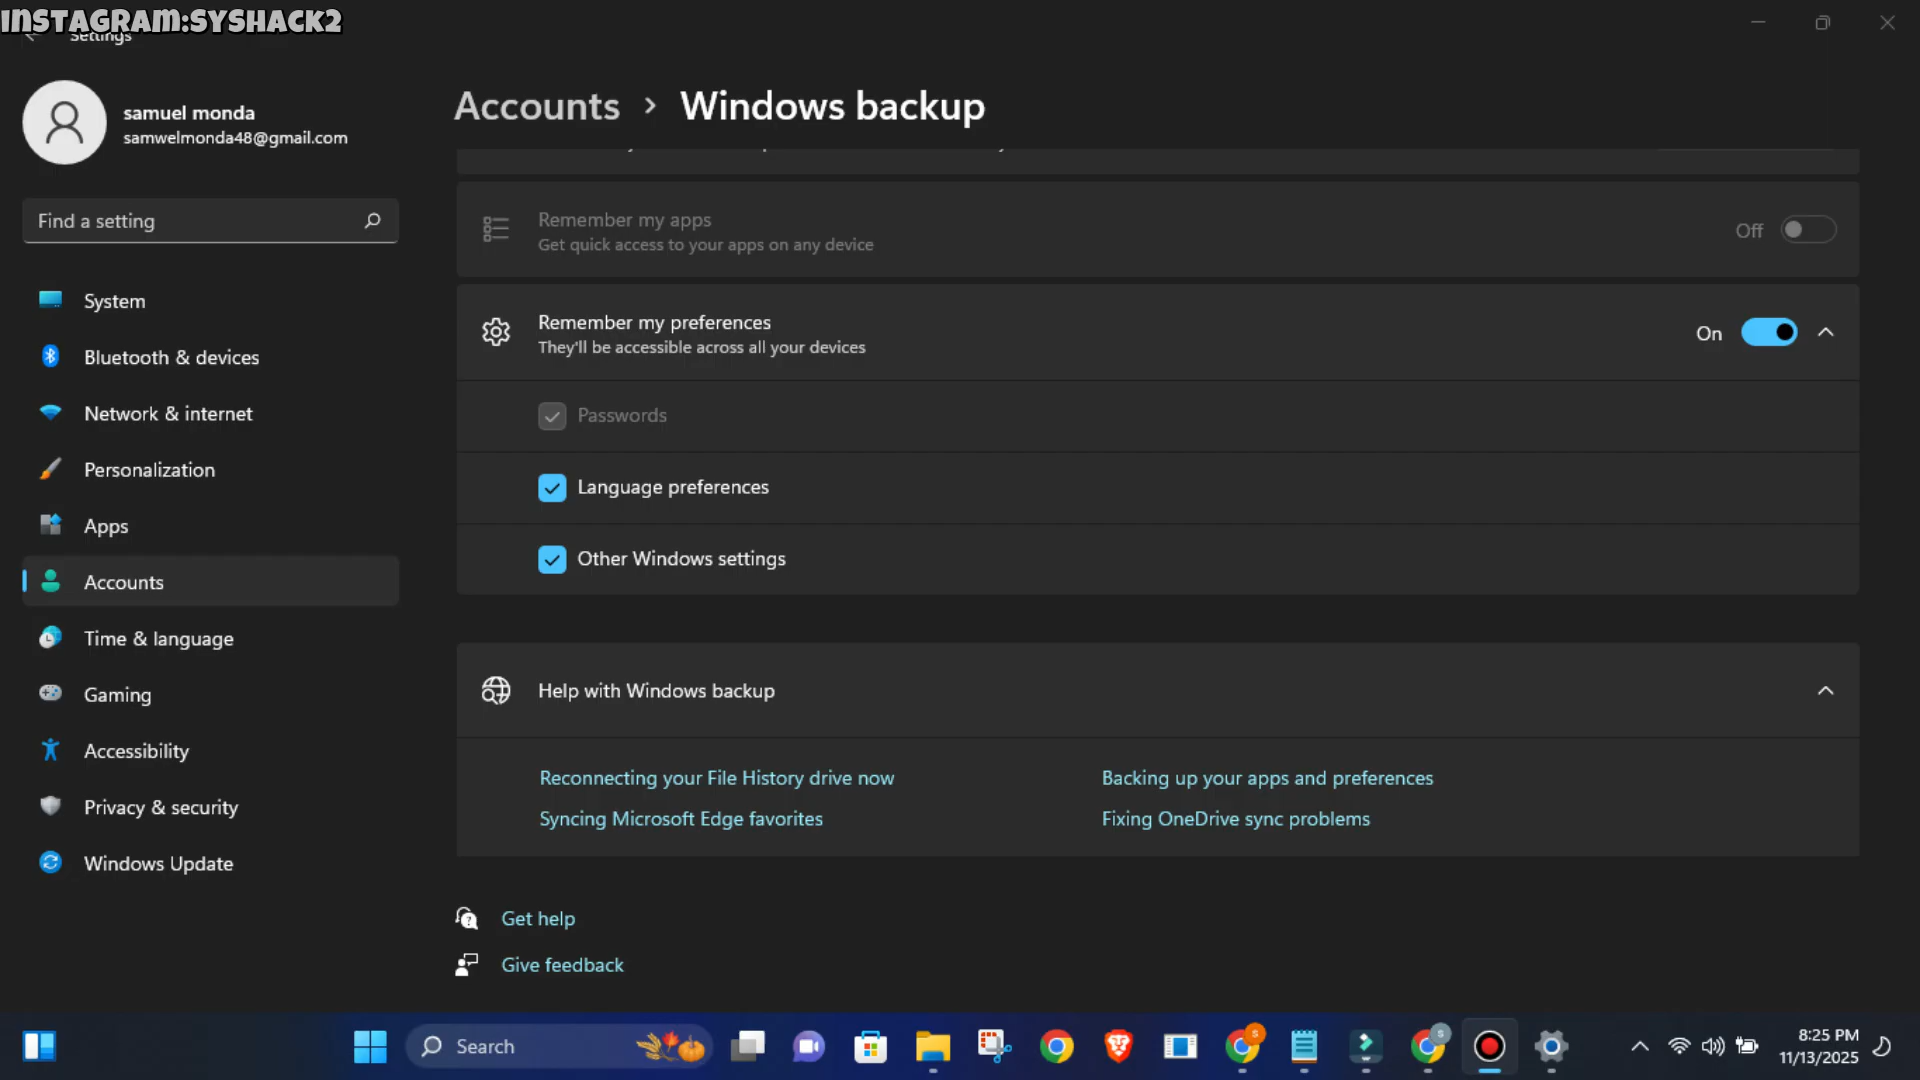 INSTAGRAM:SYSHACK2
Settings
samuel monda
samwelmonda48@gmail.com
Find a setting
System
Bluetooth & devices
Network & internet
Personalization
Apps
Accounts
Time & language
Gaming
Accessibility
Privacy & security
Windows Update
Accounts > Windows backup
Remember my apps
Get quick access to your apps on any device
Off
Remember my preferences
They'll be accessible across all your devices
On
Passwords
Language preferences
Other Windows settings
Help with Windows backup
Reconnecting your File History drive now
Backing up your apps and preferences
Syncing Microsoft Edge favorites
Fixing OneDrive sync problems
Get help
Give feedback
Search
8:25 PM
11/13/2025